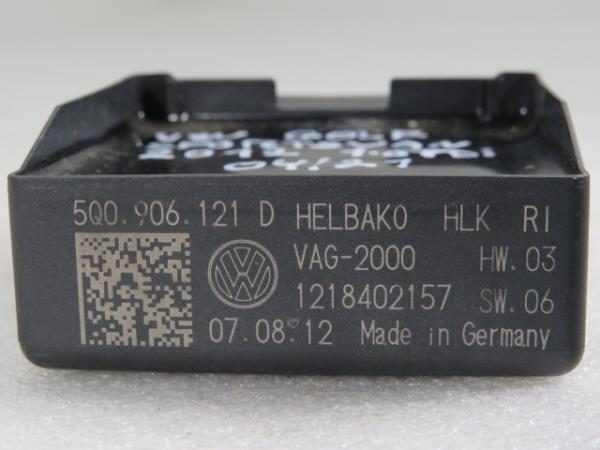 VW GOLF
04/21
5Q0.906.121 D HELBAKO HLK RI
VAG-2000 HW.03
1218402157 SW.06
07.08.12 Made in Germany